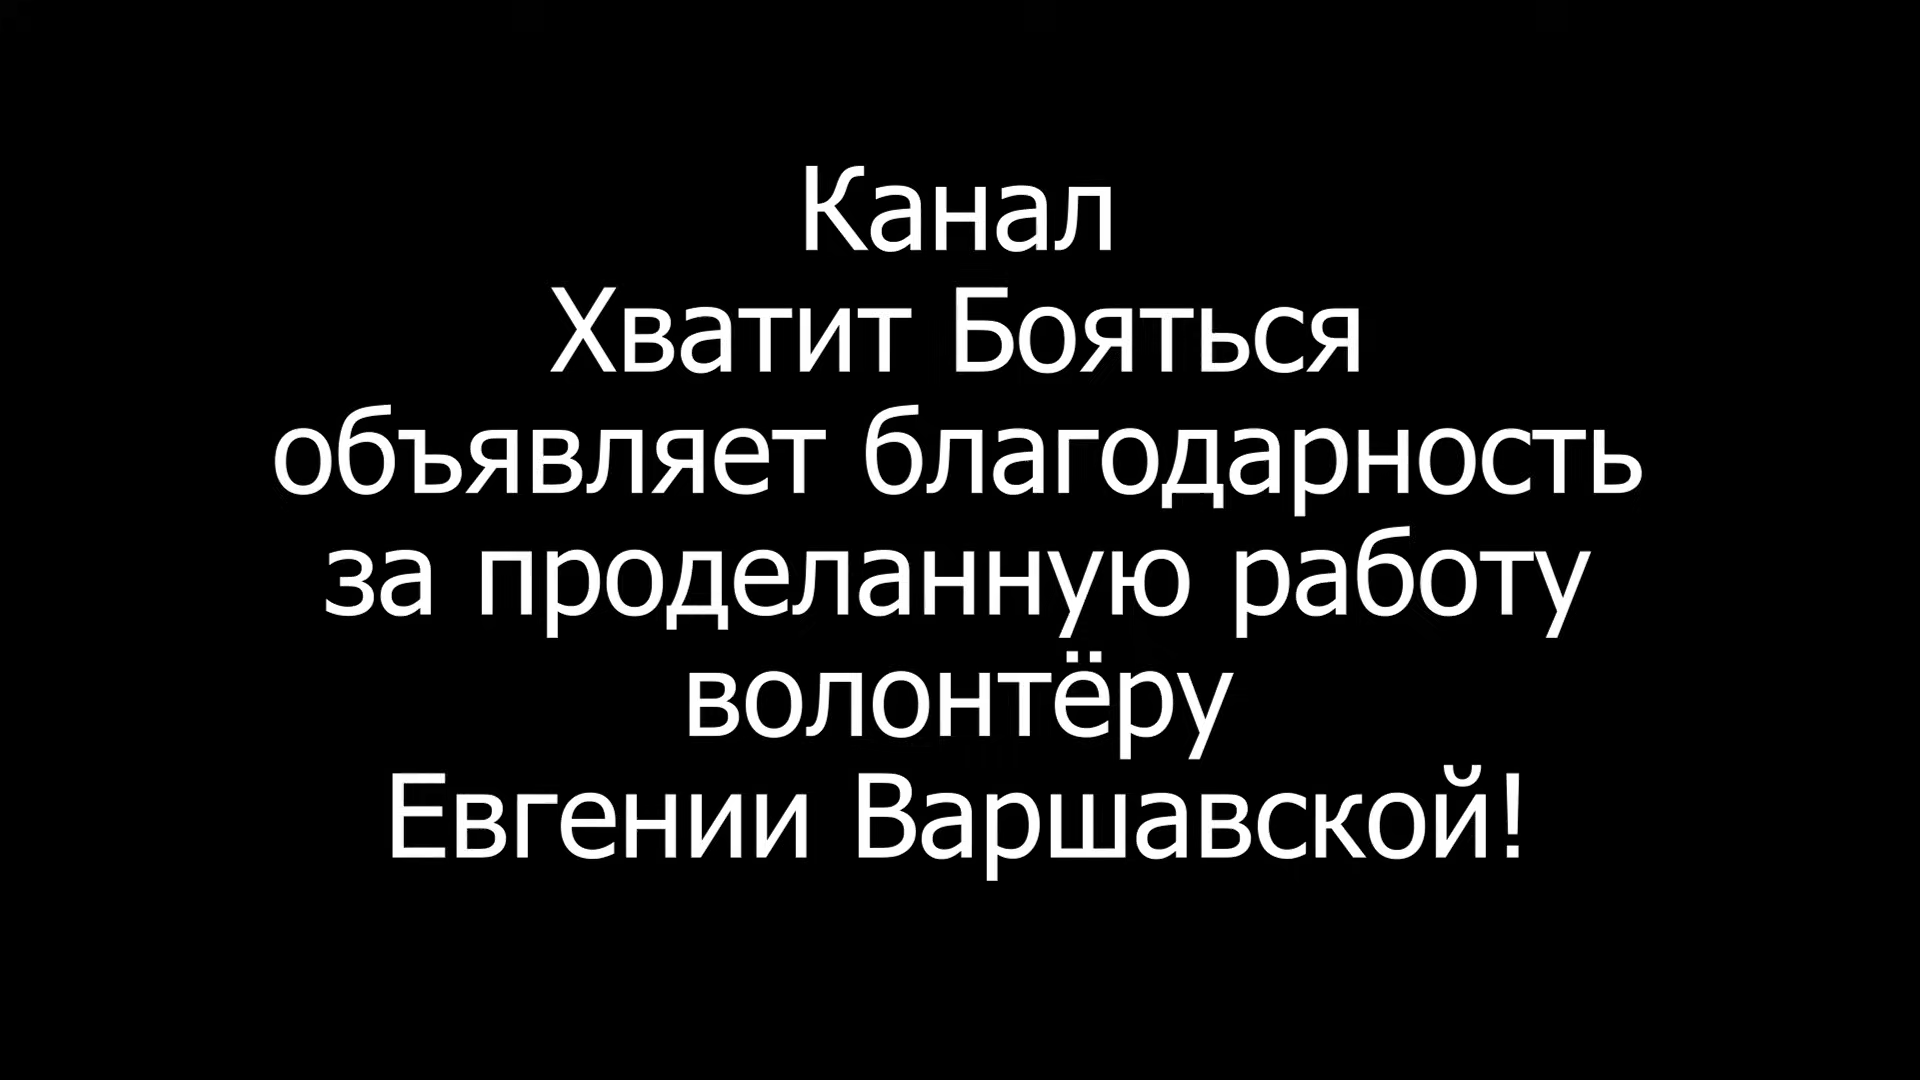 Канал
Хватит Бояться
объявляет благодарность
за проделанную работу
волонтёру
Евгении Варшавской!